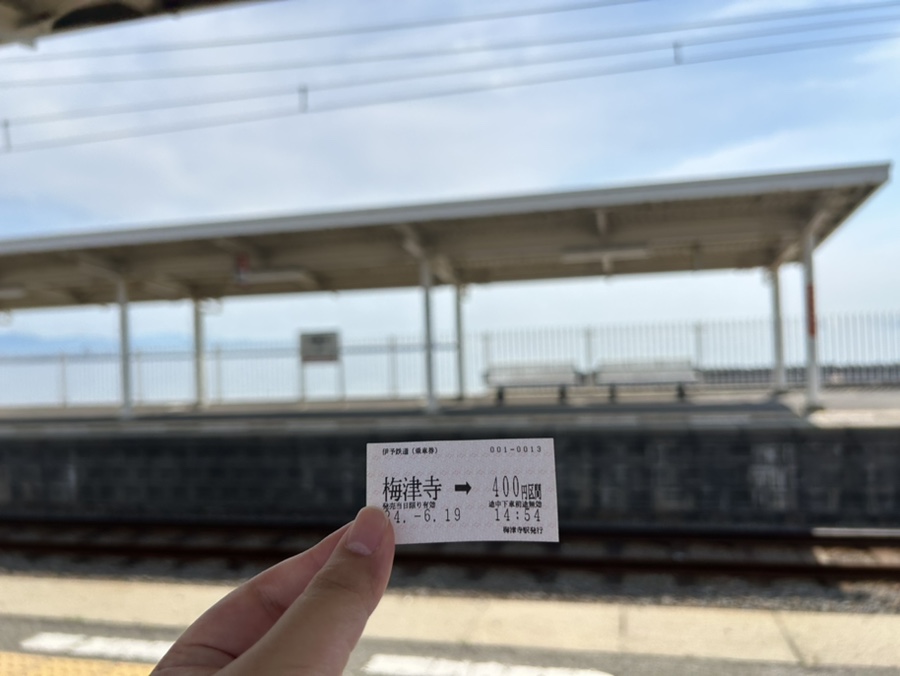 伊予鉄道(乗車券) 001-0013
梅津寺 ➡ 400円区間
発売当日限り有効 途中下車前途無効
24.-6.19 14:54
梅津寺駅発行